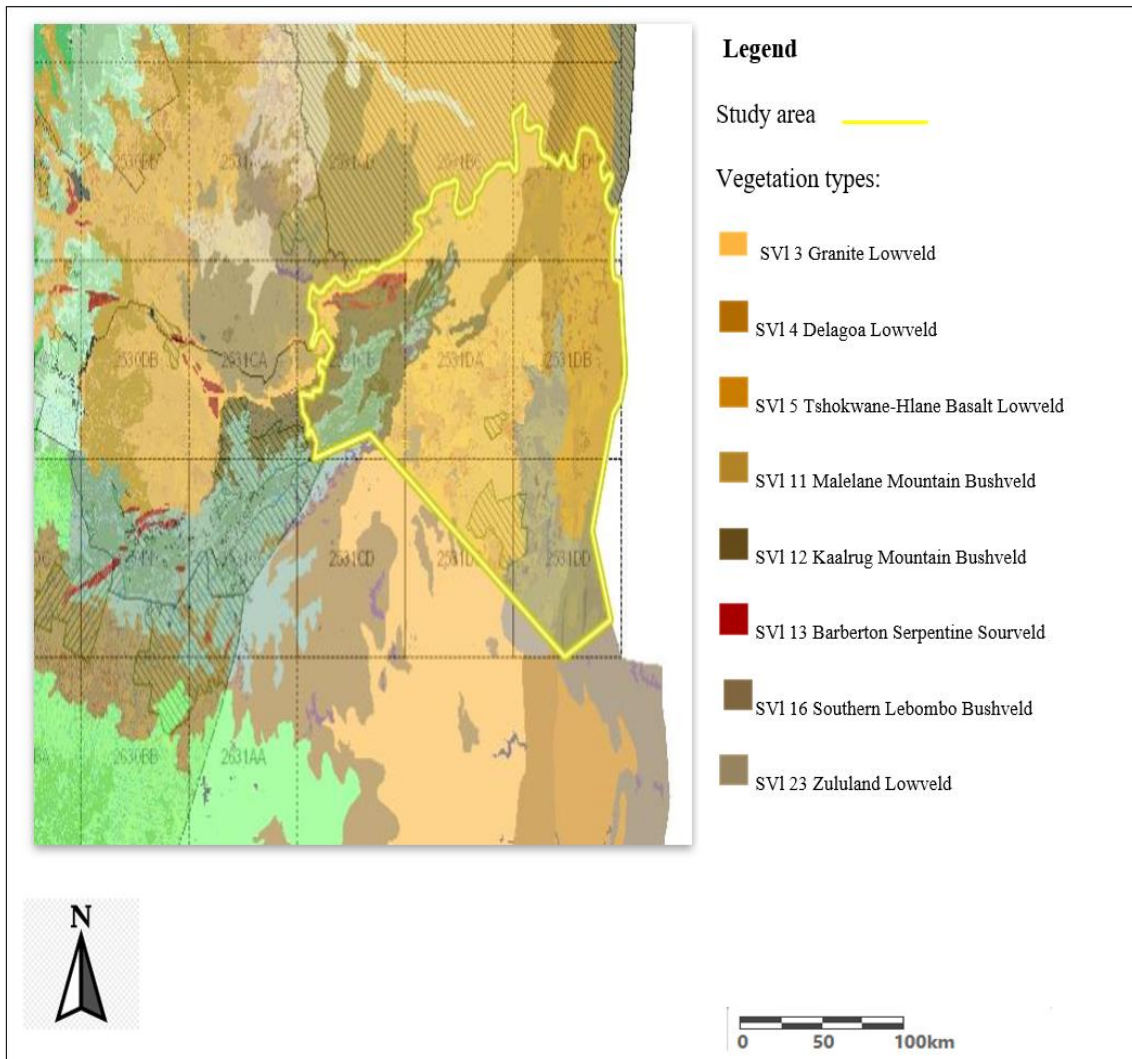 Legend
Study area
Vegetation types:
SVl 3 Granite Lowveld
SVl 4 Delagoa Lowveld
SVl 5 Tshokwane-Hlane Basalt Lowveld
SVl 11 Malelane Mountain Bushveld
SVl 12 Kaalrug Mountain Bushveld
SVl 13 Barberton Serpentine Sourveld
SVl 16 Southern Lebombo Bushveld
SVl 23 Zululand Lowveld
2530DB
2531CA
2531DA
2531DB
2531CD
2531DD
2630BB
2631AA
N
0 50 100km